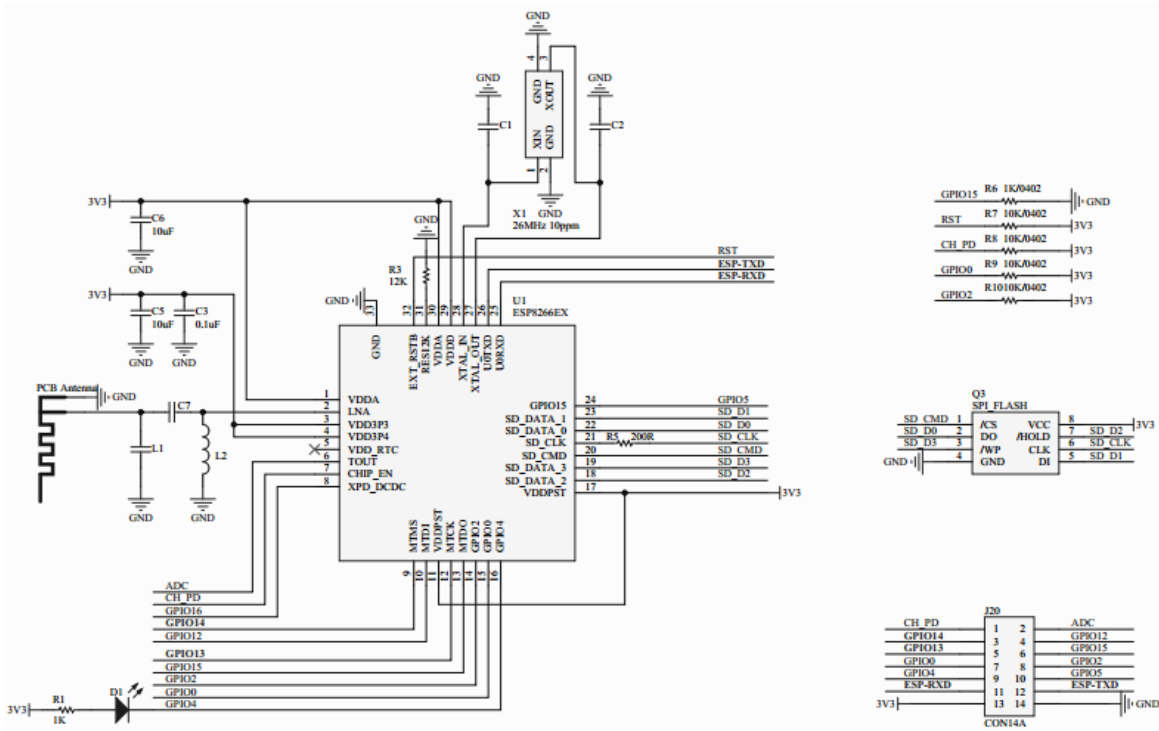 GND
4
3
GND
XOUT
XIN
GND
1
2
GND
GND
C1
GND
C2
X1
26MHz 10ppm
3V3
C6
10uF
GND
GND
R3
12K
RST
ESP-TXD
ESP-RXD
3V3
C5
10uF
C3
0.1uF
GND
GND
GND
33
32
31
30
29
28
27
26
25
U1
ESP8266EX
GND
EXT_RSTB
RES12K
VDDA
VDDD
XTAL_IN
XTAL_OUT
U0TXD
U0RXD
PCB Antenna
GND
C7
L1
L2
GND
GND
1 VDDA
2 LNA
3 VDD3P3
4 VDD3P4
5 VDD_RTC
6 TOUT
7 CHIP_EN
8 XPD_DCDC
GPIO15 24 GPIO5
SD_DATA_1 23 SD_D1
SD_DATA_0 22 SD_D0
SD_CLK 21 R5 200R SD_CLK
SD_CMD 20 SD_CMD
SD_DATA_3 19 SD_D3
SD_DATA_2 18 SD_D2
VDDPST 17 3V3
MTMS
MTDI
VDDPST
MTCK
MTDO
GPIO2
GPIO0
GPIO4
9
10
11
12
13
14
15
16
ADC
CH_PD
GPIO16
GPIO14
GPIO12
GPIO13
GPIO15
GPIO2
GPIO0
GPIO4
3V3
R1
1K
D1
GPIO15 R6 1K/0402 GND
RST R7 10K/0402 3V3
CH_PD R8 10K/0402 3V3
GPIO0 R9 10K/0402 3V3
GPIO2 R1010K/0402 3V3
Q3
SPI_FLASH
SD_CMD 1 /CS VCC 8 3V3
SD_D0 2 DO /HOLD 7 SD_D2
SD_D3 3 /WP CLK 6 SD_CLK
GND 4 GND DI 5 SD_D1
J20
CH_PD 1 2 ADC
GPIO14 3 4 GPIO12
GPIO13 5 6 GPIO15
GPIO0 7 8 GPIO2
GPIO4 9 10 GPIO5
ESP-RXD 11 12 ESP-TXD
3V3 13 14 GND
CON14A